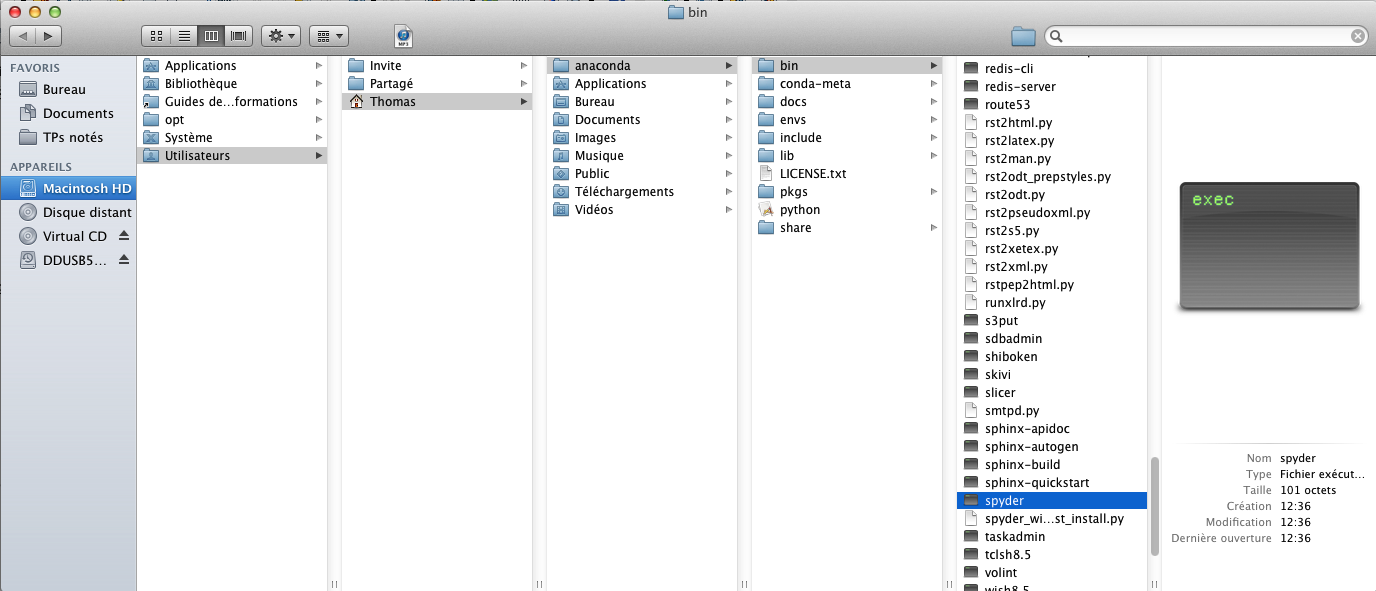 bin
MP3
FAVORIS
Bureau
Documents
TPs notés
APPAREILS
Macintosh HD
Disque distant
Virtual CD
DDUSB5...
Applications
Bibliothèque
Guides de...formations
opt
Système
Utilisateurs
Invite
Partagé
Thomas
anaconda
Applications
Bureau
Documents
Images
Musique
Public
Téléchargements
Vidéos
bin
conda-meta
docs
envs
include
lib
LICENSE.txt
pkgs
python
share
redis-cli
redis-server
route53
rst2html.py
rst2latex.py
rst2man.py
rst2odt_prepstyles.py
rst2odt.py
rst2pseudoxml.py
rst2s5.py
rst2xetex.py
rst2xml.py
rstpep2html.py
runxlrd.py
s3put
sdbadmin
shiboken
skivi
slicer
smtpd.py
sphinx-apidoc
sphinx-autogen
sphinx-build
sphinx-quickstart
spyder
spyder_wi...st_install.py
taskadmin
tclsh8.5
volint
wish8.5
exec
Nom spyder
Type Fichier exécut...
Taille 101 octets
Création 12:36
Modification 12:36
Dernière ouverture 12:36